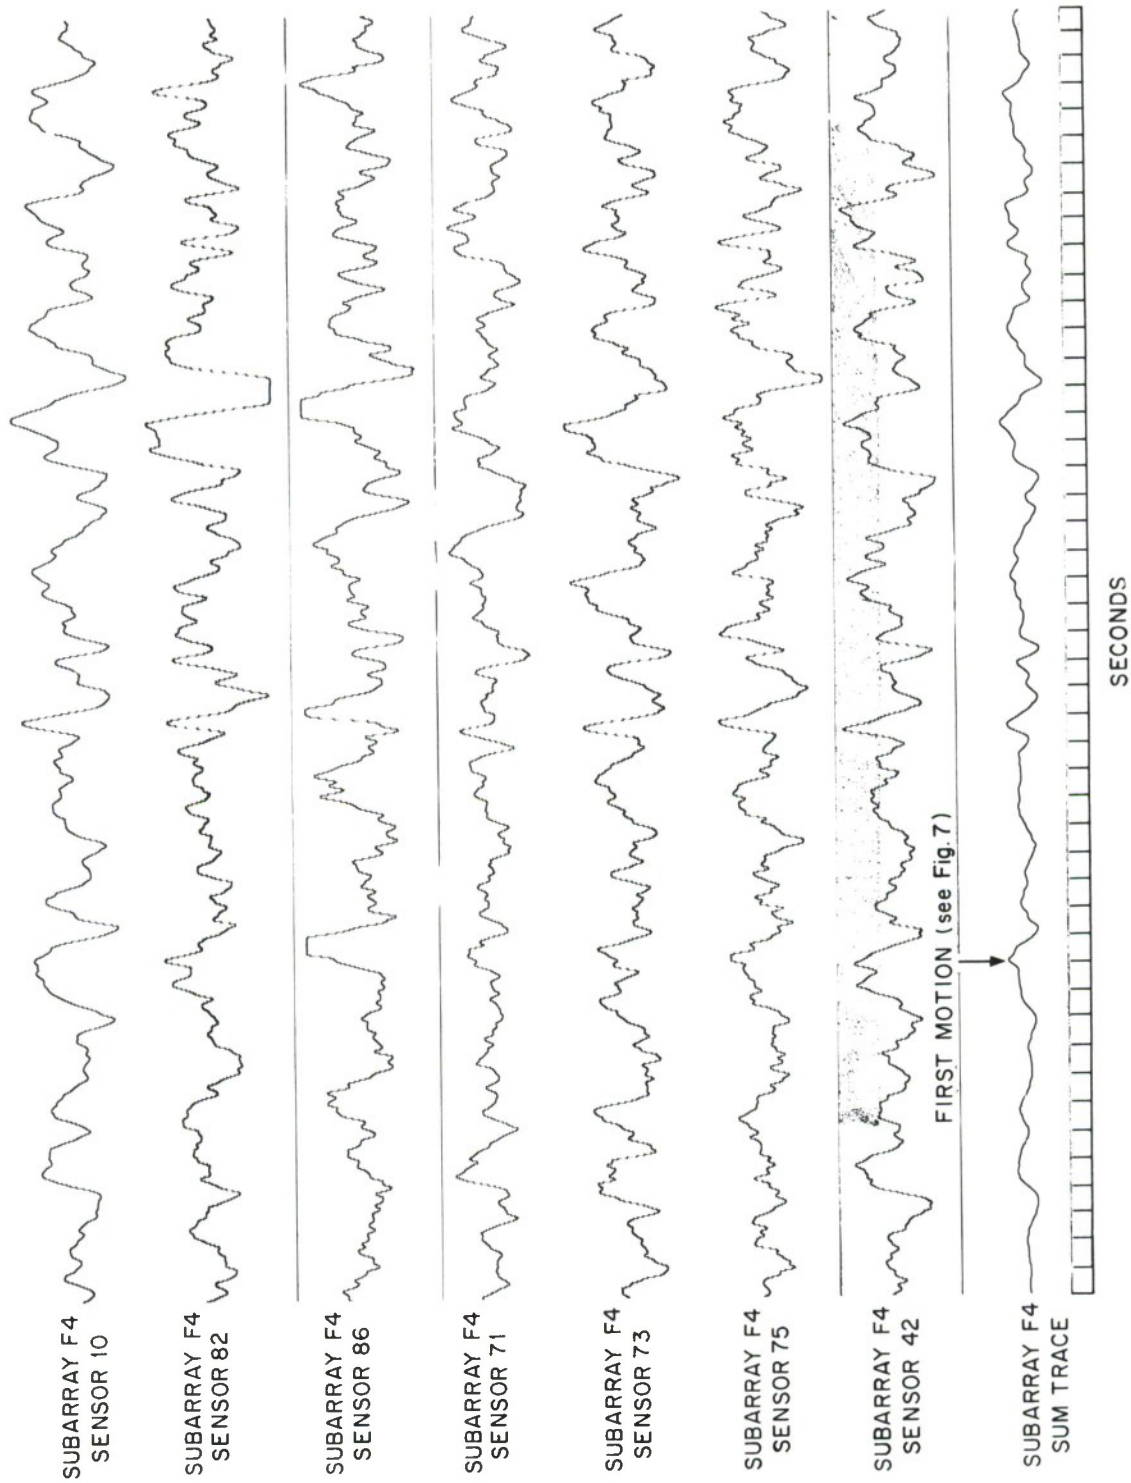 SUBARRAY F4
SENSOR 10
SUBARRAY F4
SENSOR 82
SUBARRAY F4
SENSOR 86
SUBARRAY F4
SENSOR 71
SUBARRAY F4
SENSOR 73
SUBARRAY F4
SENSOR 75
SUBARRAY F4
SENSOR 42
FIRST MOTION (see Fig. 7)
SUBARRAY F4
SUM TRACE
SECONDS